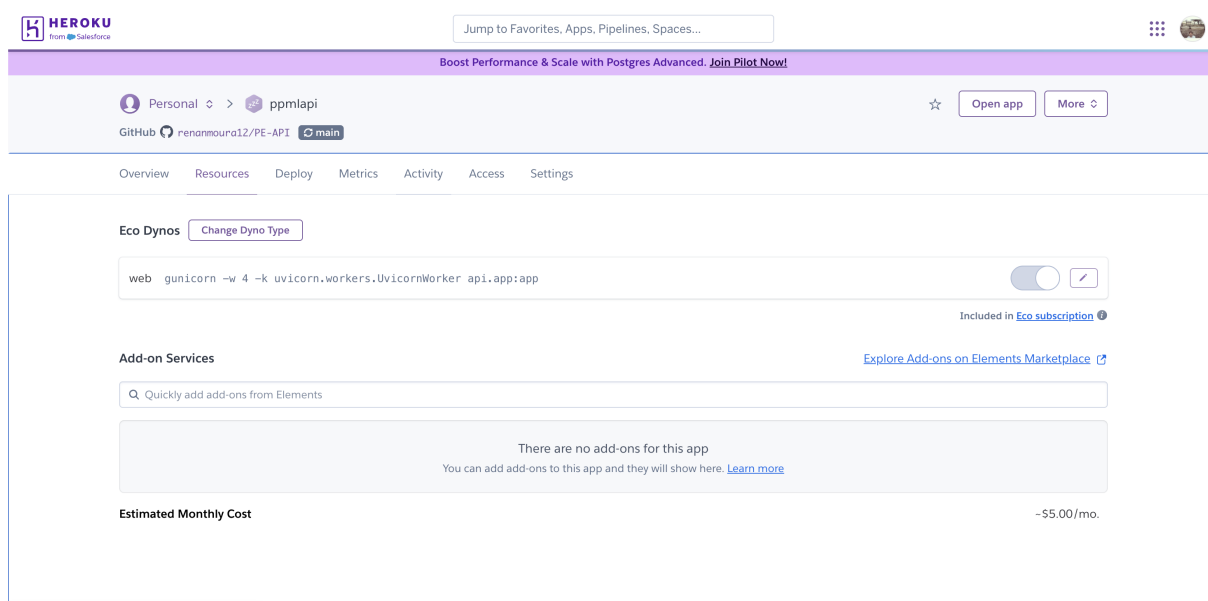 HEROKU
from Salesforce
Jump to Favorites, Apps, Pipelines, Spaces...
Boost Performance & Scale with Postgres Advanced. Join Pilot Now!
Personal > ppmlapi
Open app
More
GitHub renanmoura12/PE-API main
Overview Resources Deploy Metrics Activity Access Settings
Eco Dynos Change Dyno Type
web gunicorn -w 4 -k uvicorn.workers.UvicornWorker api.app:app
Included in Eco subscription
Add-on Services
Explore Add-ons on Elements Marketplace
Quickly add add-ons from Elements
There are no add-ons for this app
You can add add-ons to this app and they will show here. Learn more
Estimated Monthly Cost
~$5.00/mo.